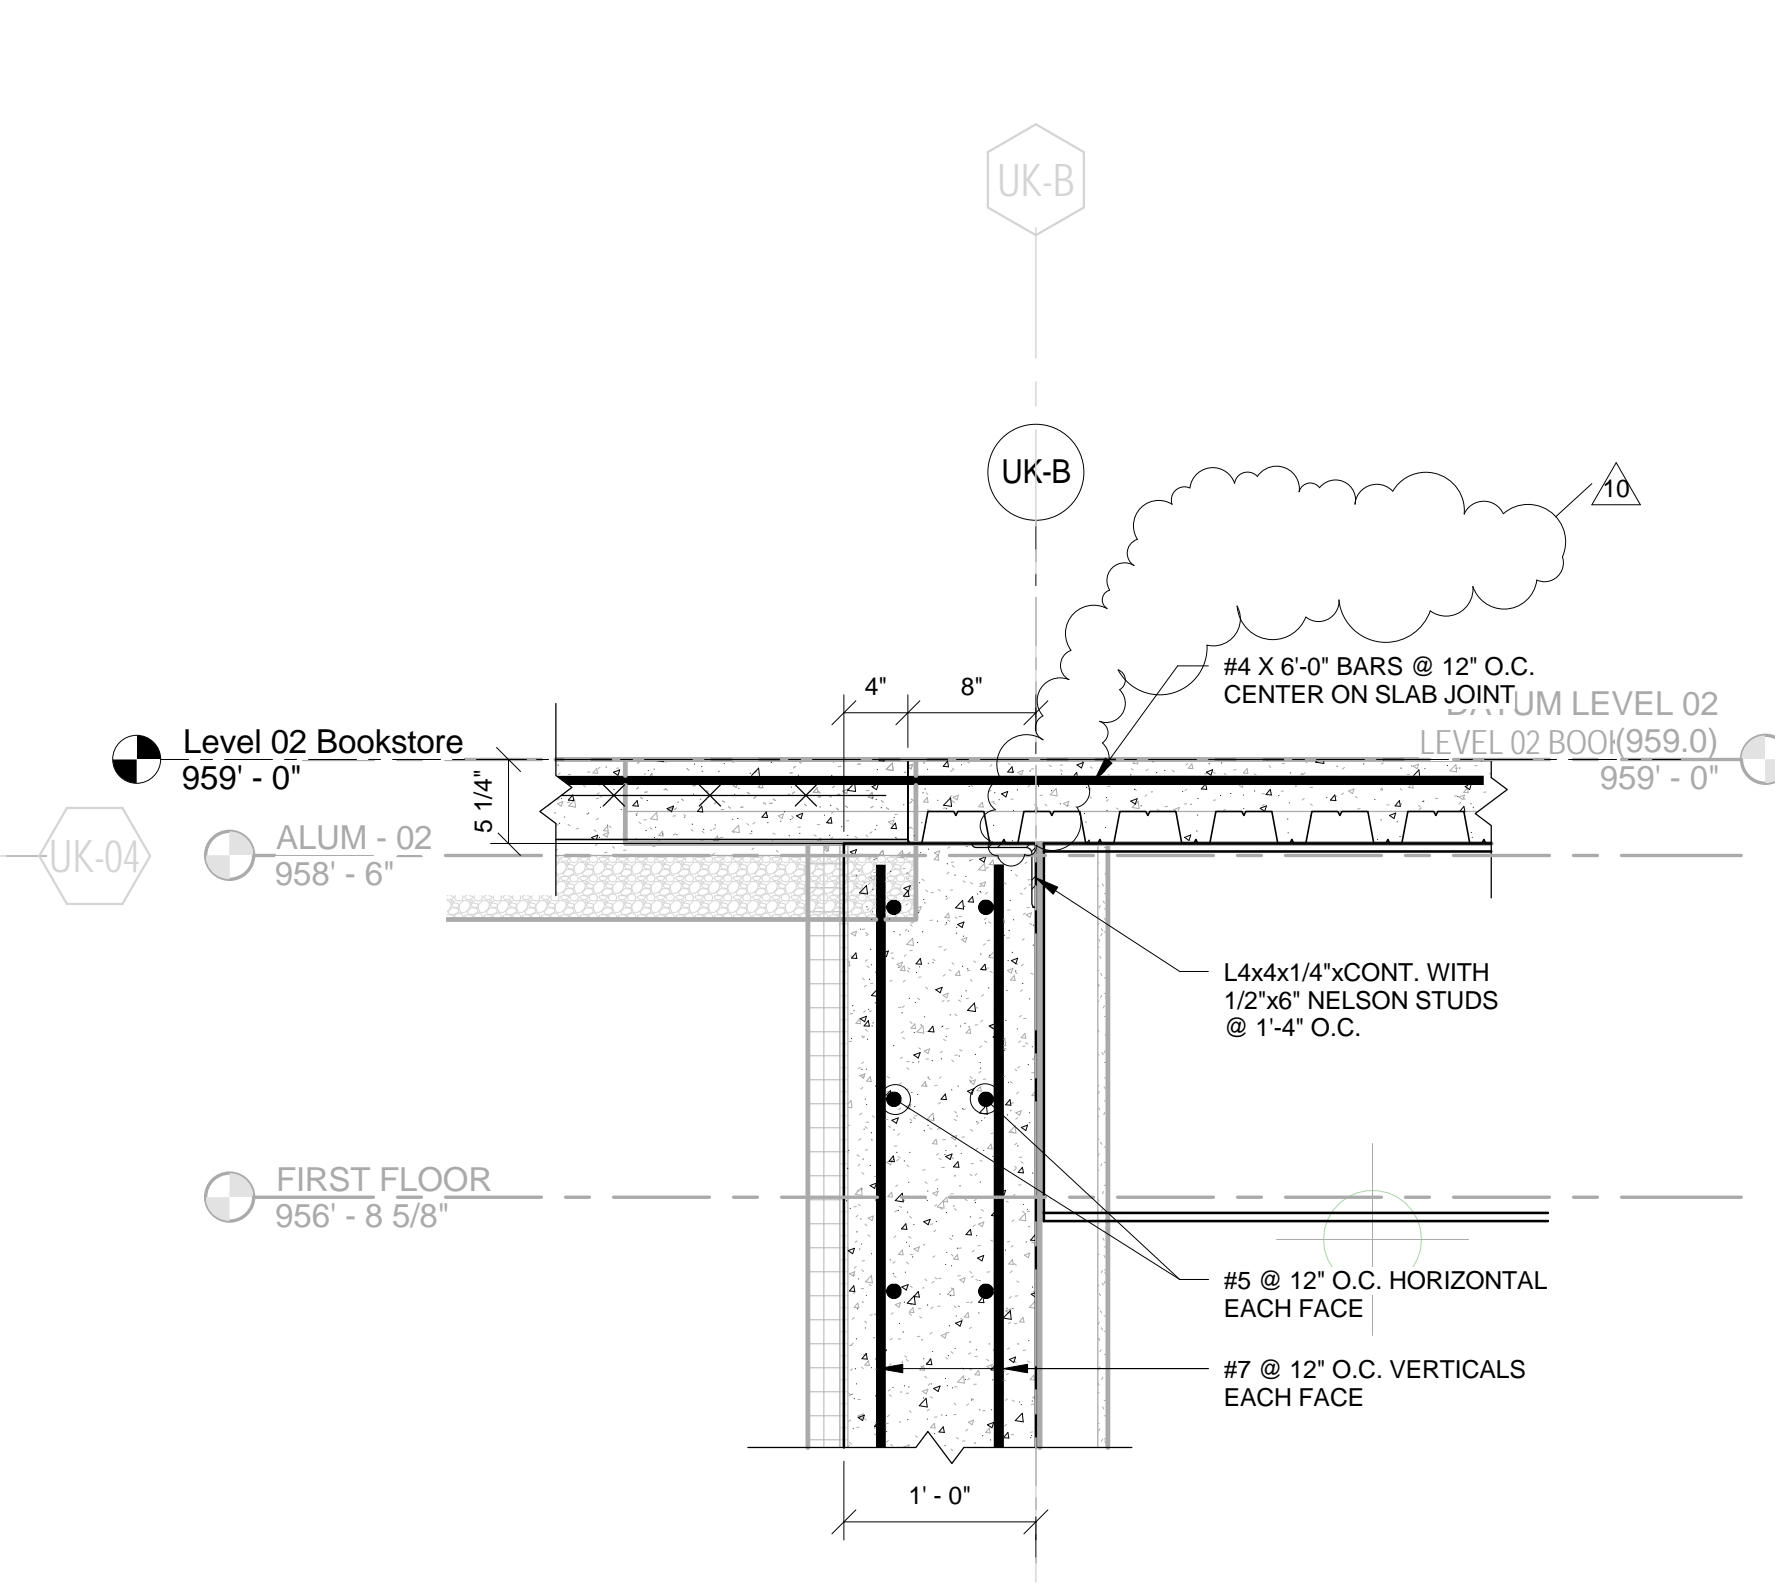 UK-B
UK-B
10
#4 X 6'-0" BARS @ 12" O.C.
CENTER ON SLAB JOINT
4"
8"
DATUM LEVEL 02
Level 02 Bookstore
LEVEL 02 BOOK(959.0)
959' - 0"
959' - 0"
5 1/4"
ALUM - 02
UK-04
958' - 6"
L4x4x1/4"xCONT. WITH
1/2"x6" NELSON STUDS
@ 1'-4" O.C.
FIRST FLOOR
956' - 8 5/8"
#5 @ 12" O.C. HORIZONTAL
EACH FACE
#7 @ 12" O.C. VERTICALS
EACH FACE
1' - 0"